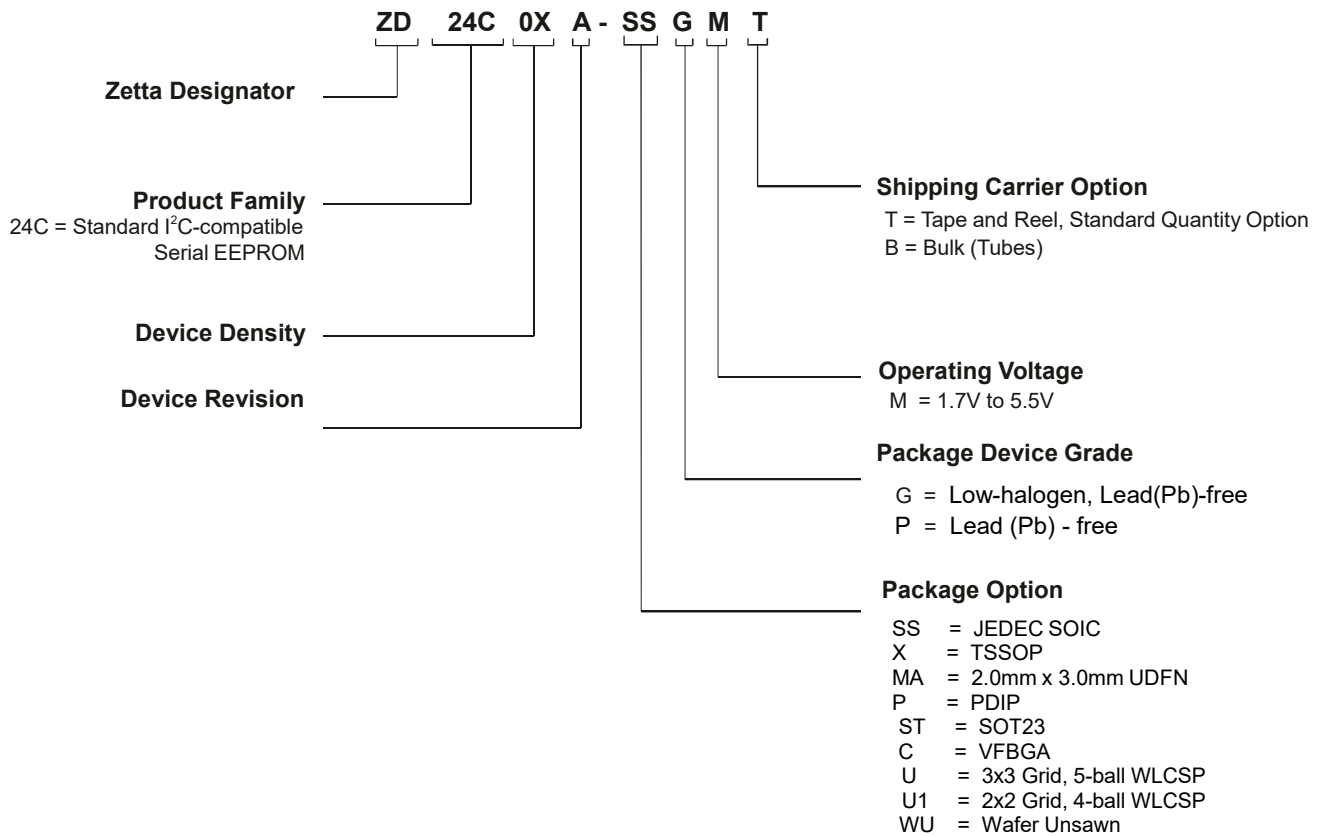 ZD 24C 0X A - SS G M T
Zetta Designator
Product Family
24C = Standard I²C-compatible
Serial EEPROM
Device Density
Device Revision
Shipping Carrier Option
T = Tape and Reel, Standard Quantity Option
B = Bulk (Tubes)
Operating Voltage
M = 1.7V to 5.5V
Package Device Grade
G = Low-halogen, Lead(Pb)-free
P = Lead (Pb) - free
Package Option
SS = JEDEC SOIC
X = TSSOP
MA = 2.0mm x 3.0mm UDFN
P = PDIP
ST = SOT23
C = VFBGA
U = 3x3 Grid, 5-ball WLCSP
U1 = 2x2 Grid, 4-ball WLCSP
WU = Wafer Unsawn